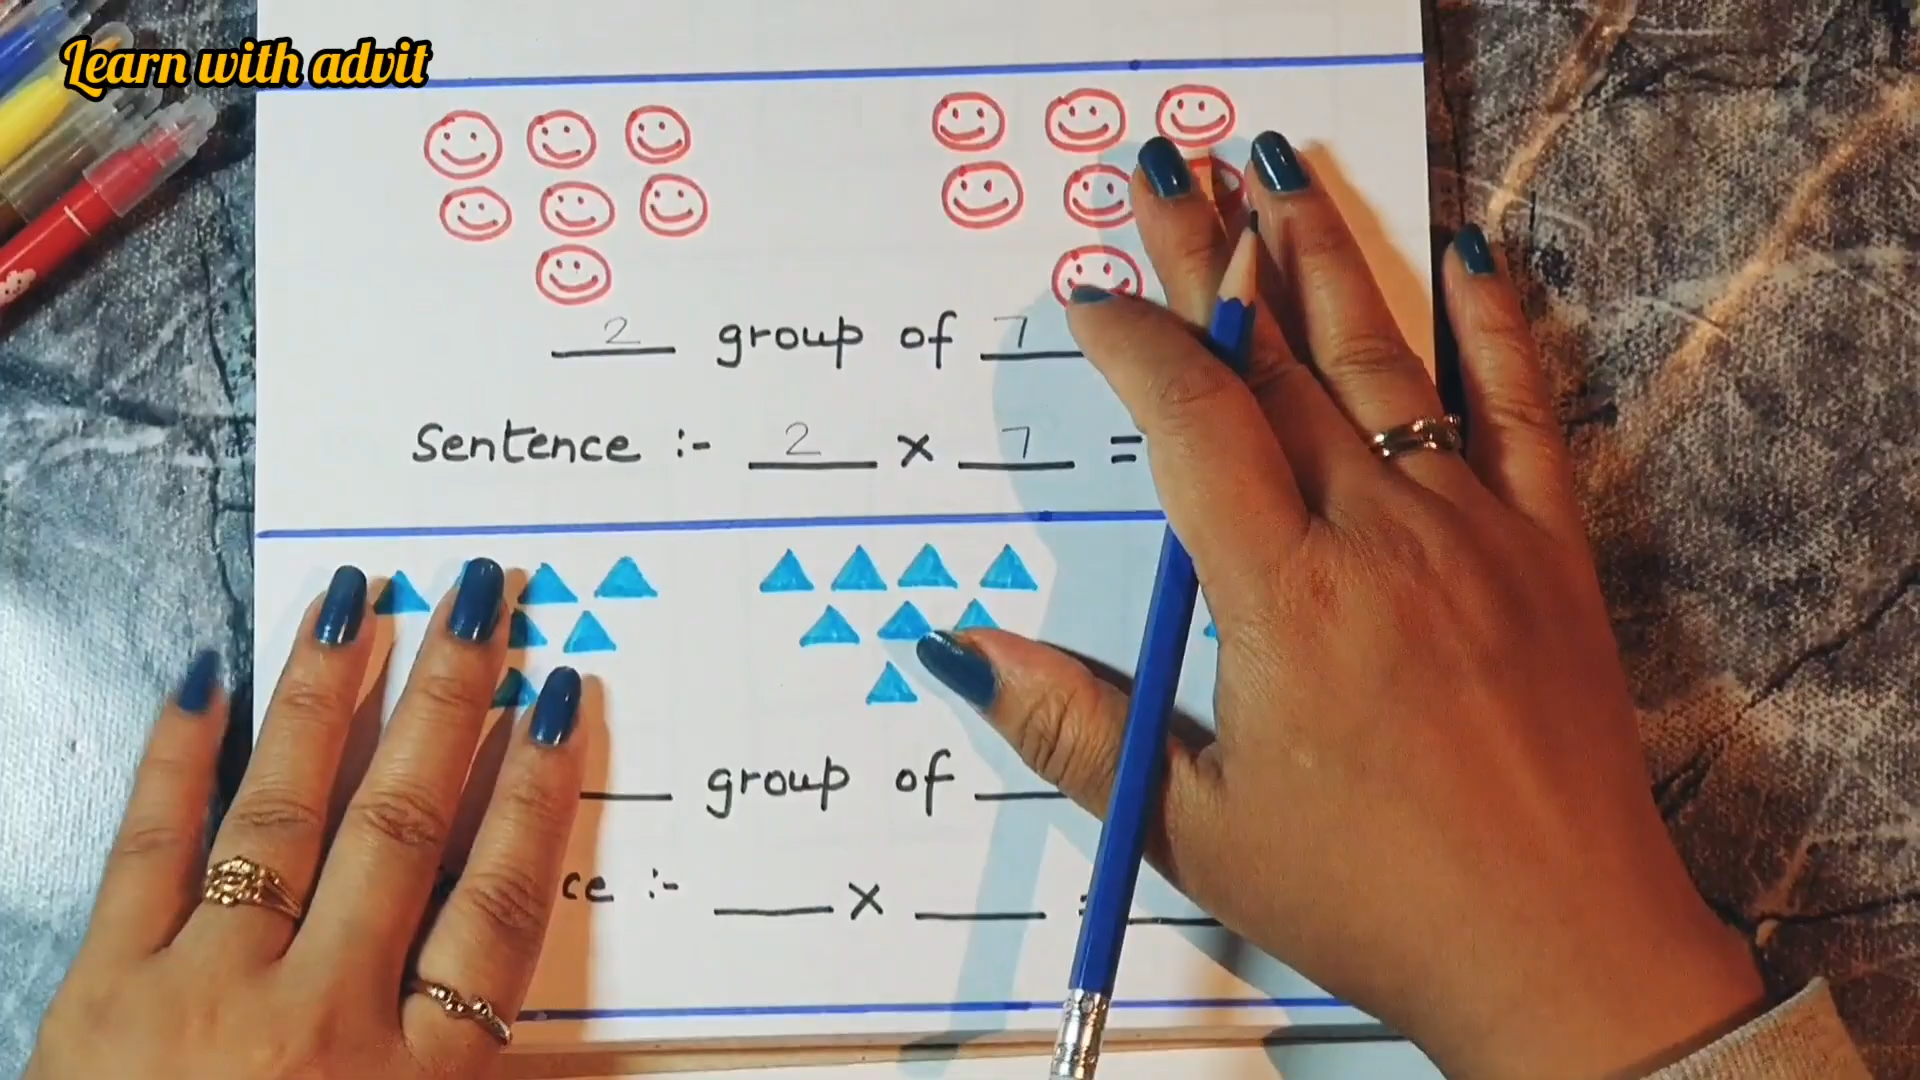 Learn with advit
2 group of 7
Sentence :- 2 x 7 =
group of
ce :- x